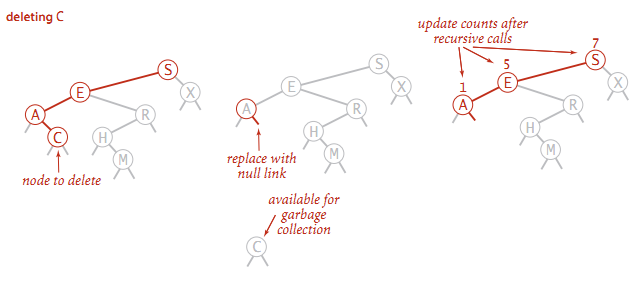 deleting C
S
E
X
A
R
C
H
M
node to delete
S
E
X
A
R
H
M
replace with
null link
available for
garbage
collection
C
update counts after
recursive calls
7
S
5
E
X
1
A
R
H
M